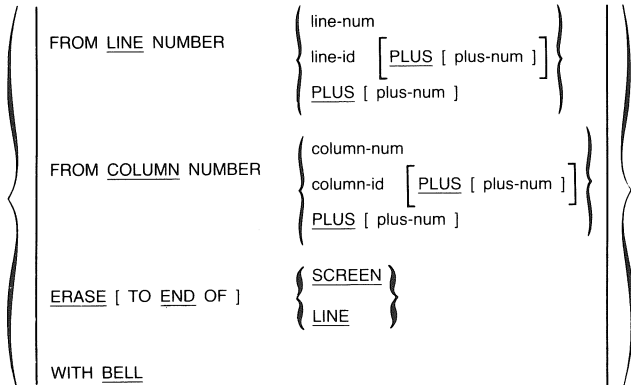 line-num
FROM LINE NUMBER
line-id [ PLUS [ plus-num ] ]
PLUS [ plus-num ]
column-num
FROM COLUMN NUMBER
column-id [ PLUS [ plus-num ] ]
PLUS [ plus-num ]
SCREEN
ERASE [ TO END OF ]
LINE
WITH BELL